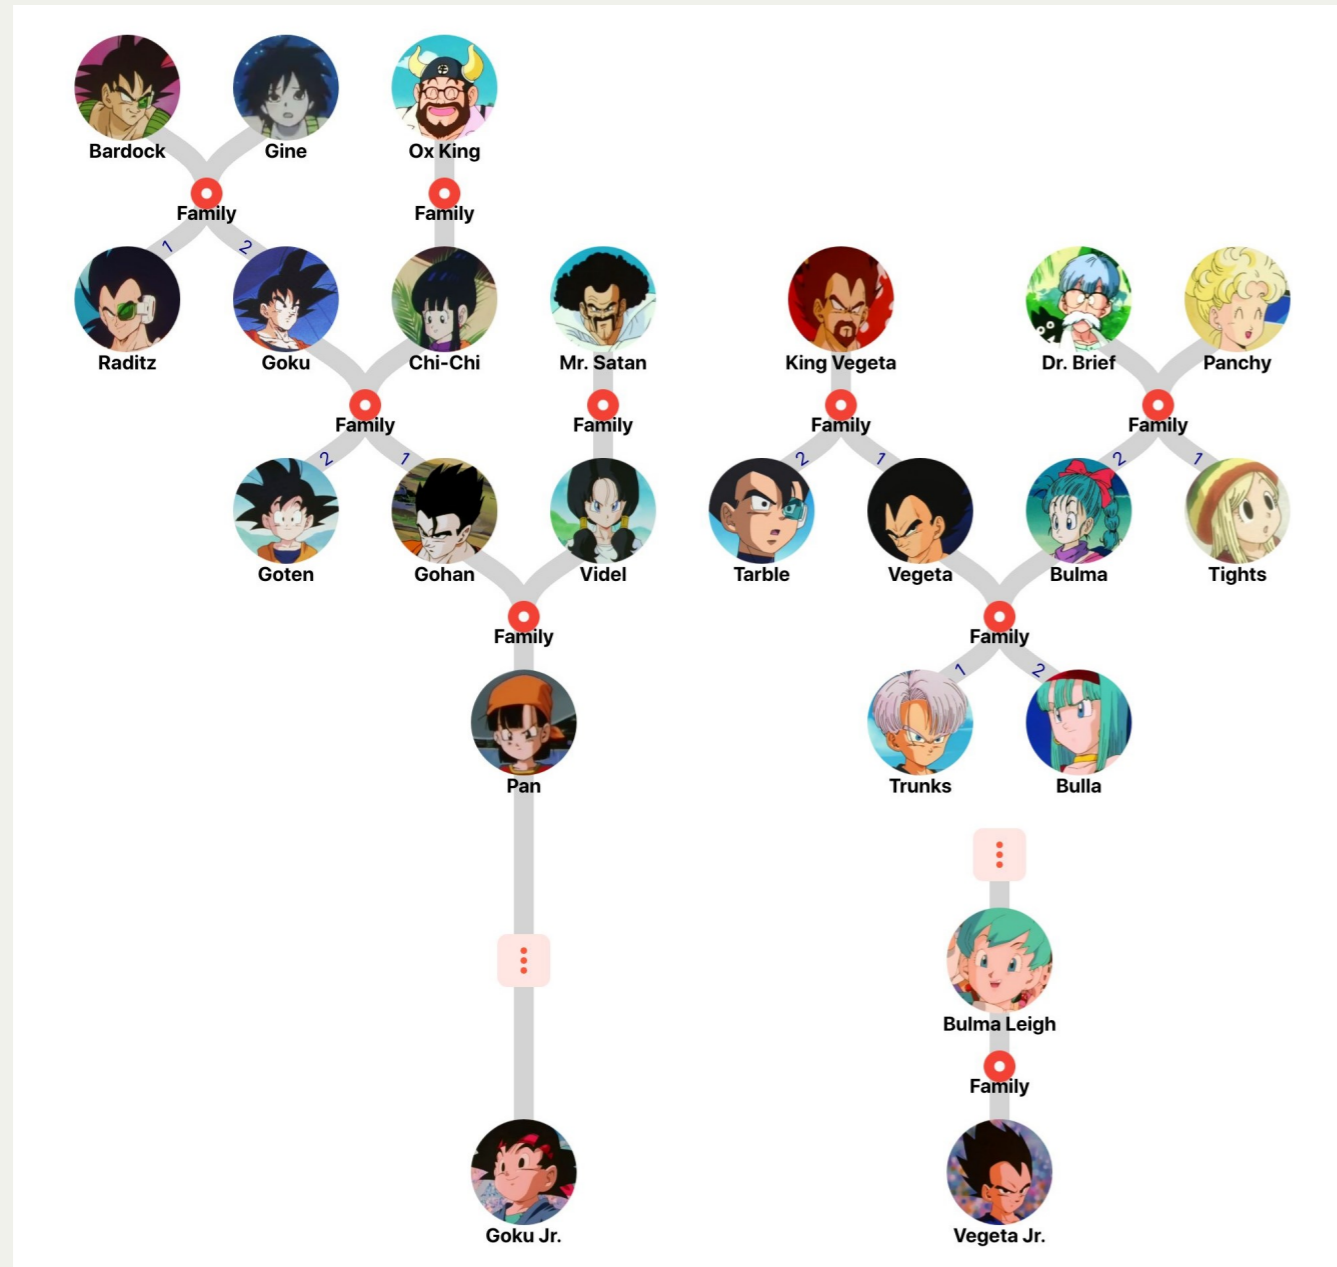 Bardock
Gine
Ox King
Family
Family
1
2
Raditz
Goku
Chi-Chi
Mr. Satan
King Vegeta
Dr. Brief
Panchy
Family
Family
Family
Family
2
1
2
1
2
1
Goten
Gohan
Videl
Tarble
Vegeta
Bulma
Tights
Family
Family
1
2
Pan
Trunks
Bulla
Bulma Leigh
Family
Goku Jr.
Vegeta Jr.